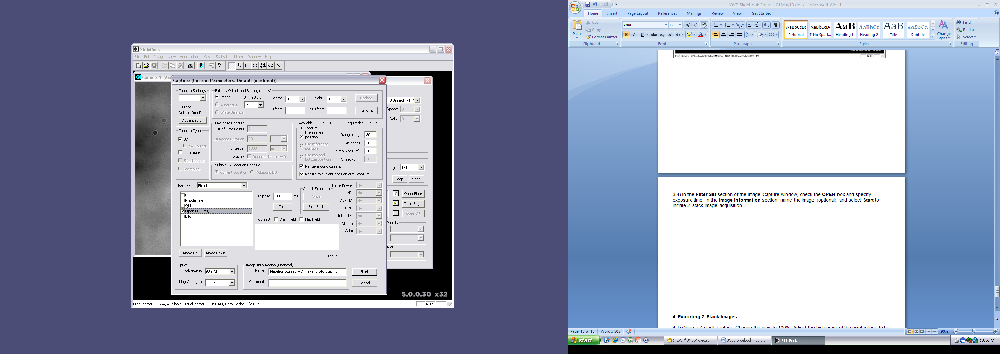 SlideBook
File Edit Image View Annotations Mask Statistics Macro Window Help
Camera 1 (Axi
Capture (Current Parameters: Default (modified))
Capture Settings
-----------
Current:
Default (mod)
Advanced...
Extent, Offset and Binning (pixels)
Image
Autofocus
White Balance
Bin Factor:
1x1
Width: 1388 Height: 1040 Update
X Offset: 0 Y Offset: 0 Full Chip
Capture Type
3D
SA Correct
Timelapse
Simultaneous
Stereology
Timelapse Capture
# of Time Points: 1
Estimated Duration: 20 s
Interval: 1000 ms
Display: Renormalize to t = 0
Multiple XY Location Capture
Current Location Multipoint List
Available: 444.47 GB Required: 553.41 MB
3D Capture
Use current
position
Use reference
position
Use top and
bottom positions
Range (um): 20
# Planes: 201
Step Size (um): .1
Offset (um): -10
Range around current
Return to current position after capture
Filter Set: Fixed
FITC
Rhodamine
QM
Open (100 ms)
DIC
Move Up Move Down
Expose: 100 ms
Test
Adjust Exposure
Once
Find Best
Correct: Dark Field Flat Field
0 65535
Laser Power: NA
ND: NA
Aux ND: NA
TIRF: NA
Intensify: NA
Offset: NA
Gain: NA
Optics
Objective: 63x Oil
Mag Changer: 1.0 x
Image Information (Optional)
Name: Platelets Spread + Annexin V DIC Stack 1
Comment:
Start
Cancel
40 Binned 1x1,
Speed: 0
Gain: 0
Bin: 1x1
Stop Snap
Open Fluor
Close Bright
Open Alt
Density
wer
5.0.0.30 x32
Free Memory: 76%, Available Virtual Memory: 1858 MB, Data Cache: 0/281 MB NUM
JOVE Slidebook Figures 01May13.docx - Microsoft Word
Home Insert Page Layout References Mailings Review View Get Started
Paste
Cut
Copy
Format Painter
Clipboard
Arial 12
B I U abc X₂ X² Aa
Font
Paragraph
AaBbCcDc AaBbCcDc AaB AaBbCc AaB AaBbCc.
¶ Normal ¶ No Spaci... Heading 1 Heading 2 Title Subtitle
Change
Styles
Styles
Find
Replace
Select
Editing
5.0.0.30 x32
Free Memory: 77%, Available Virtual Memory: 1854 MB, Data Cache: 0/281 MB NUM
3.4) In the Filter Set section of the Image Capture window, check the OPEN box and specify
exposure time. In the Image Information section, name the image (optional), and select Start to
initiate Z-stack image acquisition.
4. Exporting Z-Stack Images
4.1) Open a Z-stack capture. Change the view to 100%. Adjust the histogram of the pixel values to be
Page: 18 of 18 Words: 505 90%
start X:\SOM\BME\Projects... JOVE Slidebook Figur... SlideBook 10:16 AM